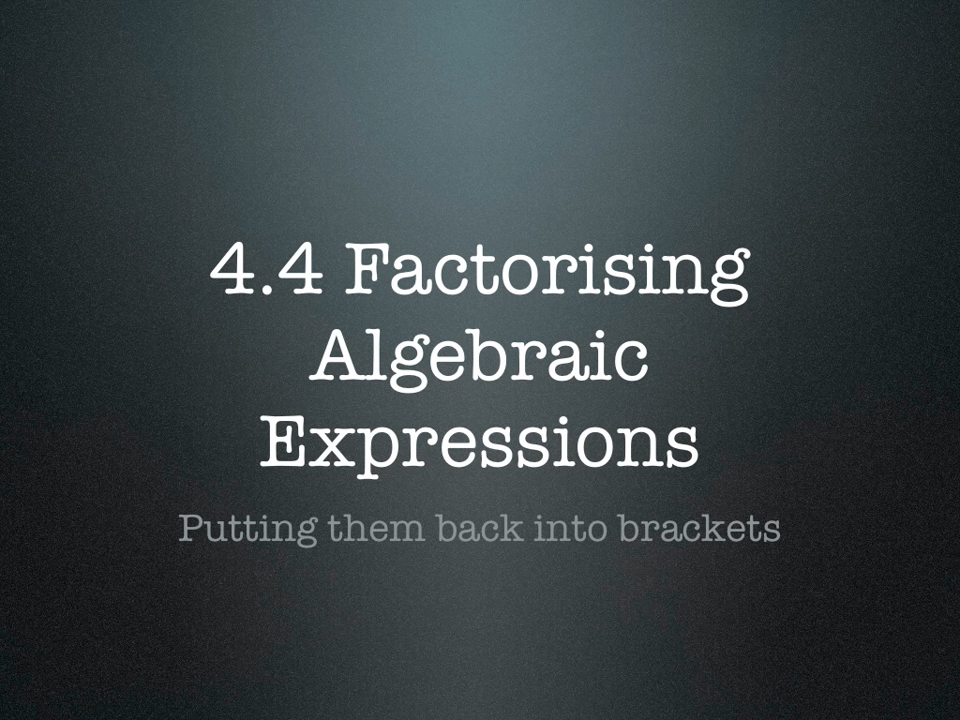 4.4 Factorising
Algebraic
Expressions
Putting them back into brackets